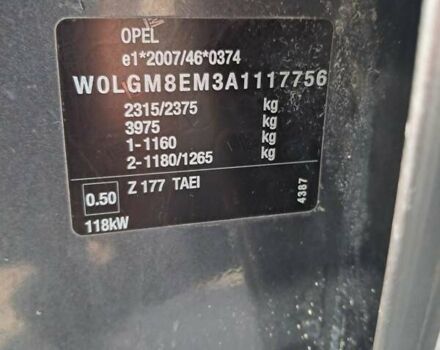 OPEL
e1*2007/46*0374
W0LGM8EM3A1117756
2315/2375 kg
3975 kg
1-1160 kg
2-1180/1265 kg
0.50 Z 177 TAEI
118kW
4387